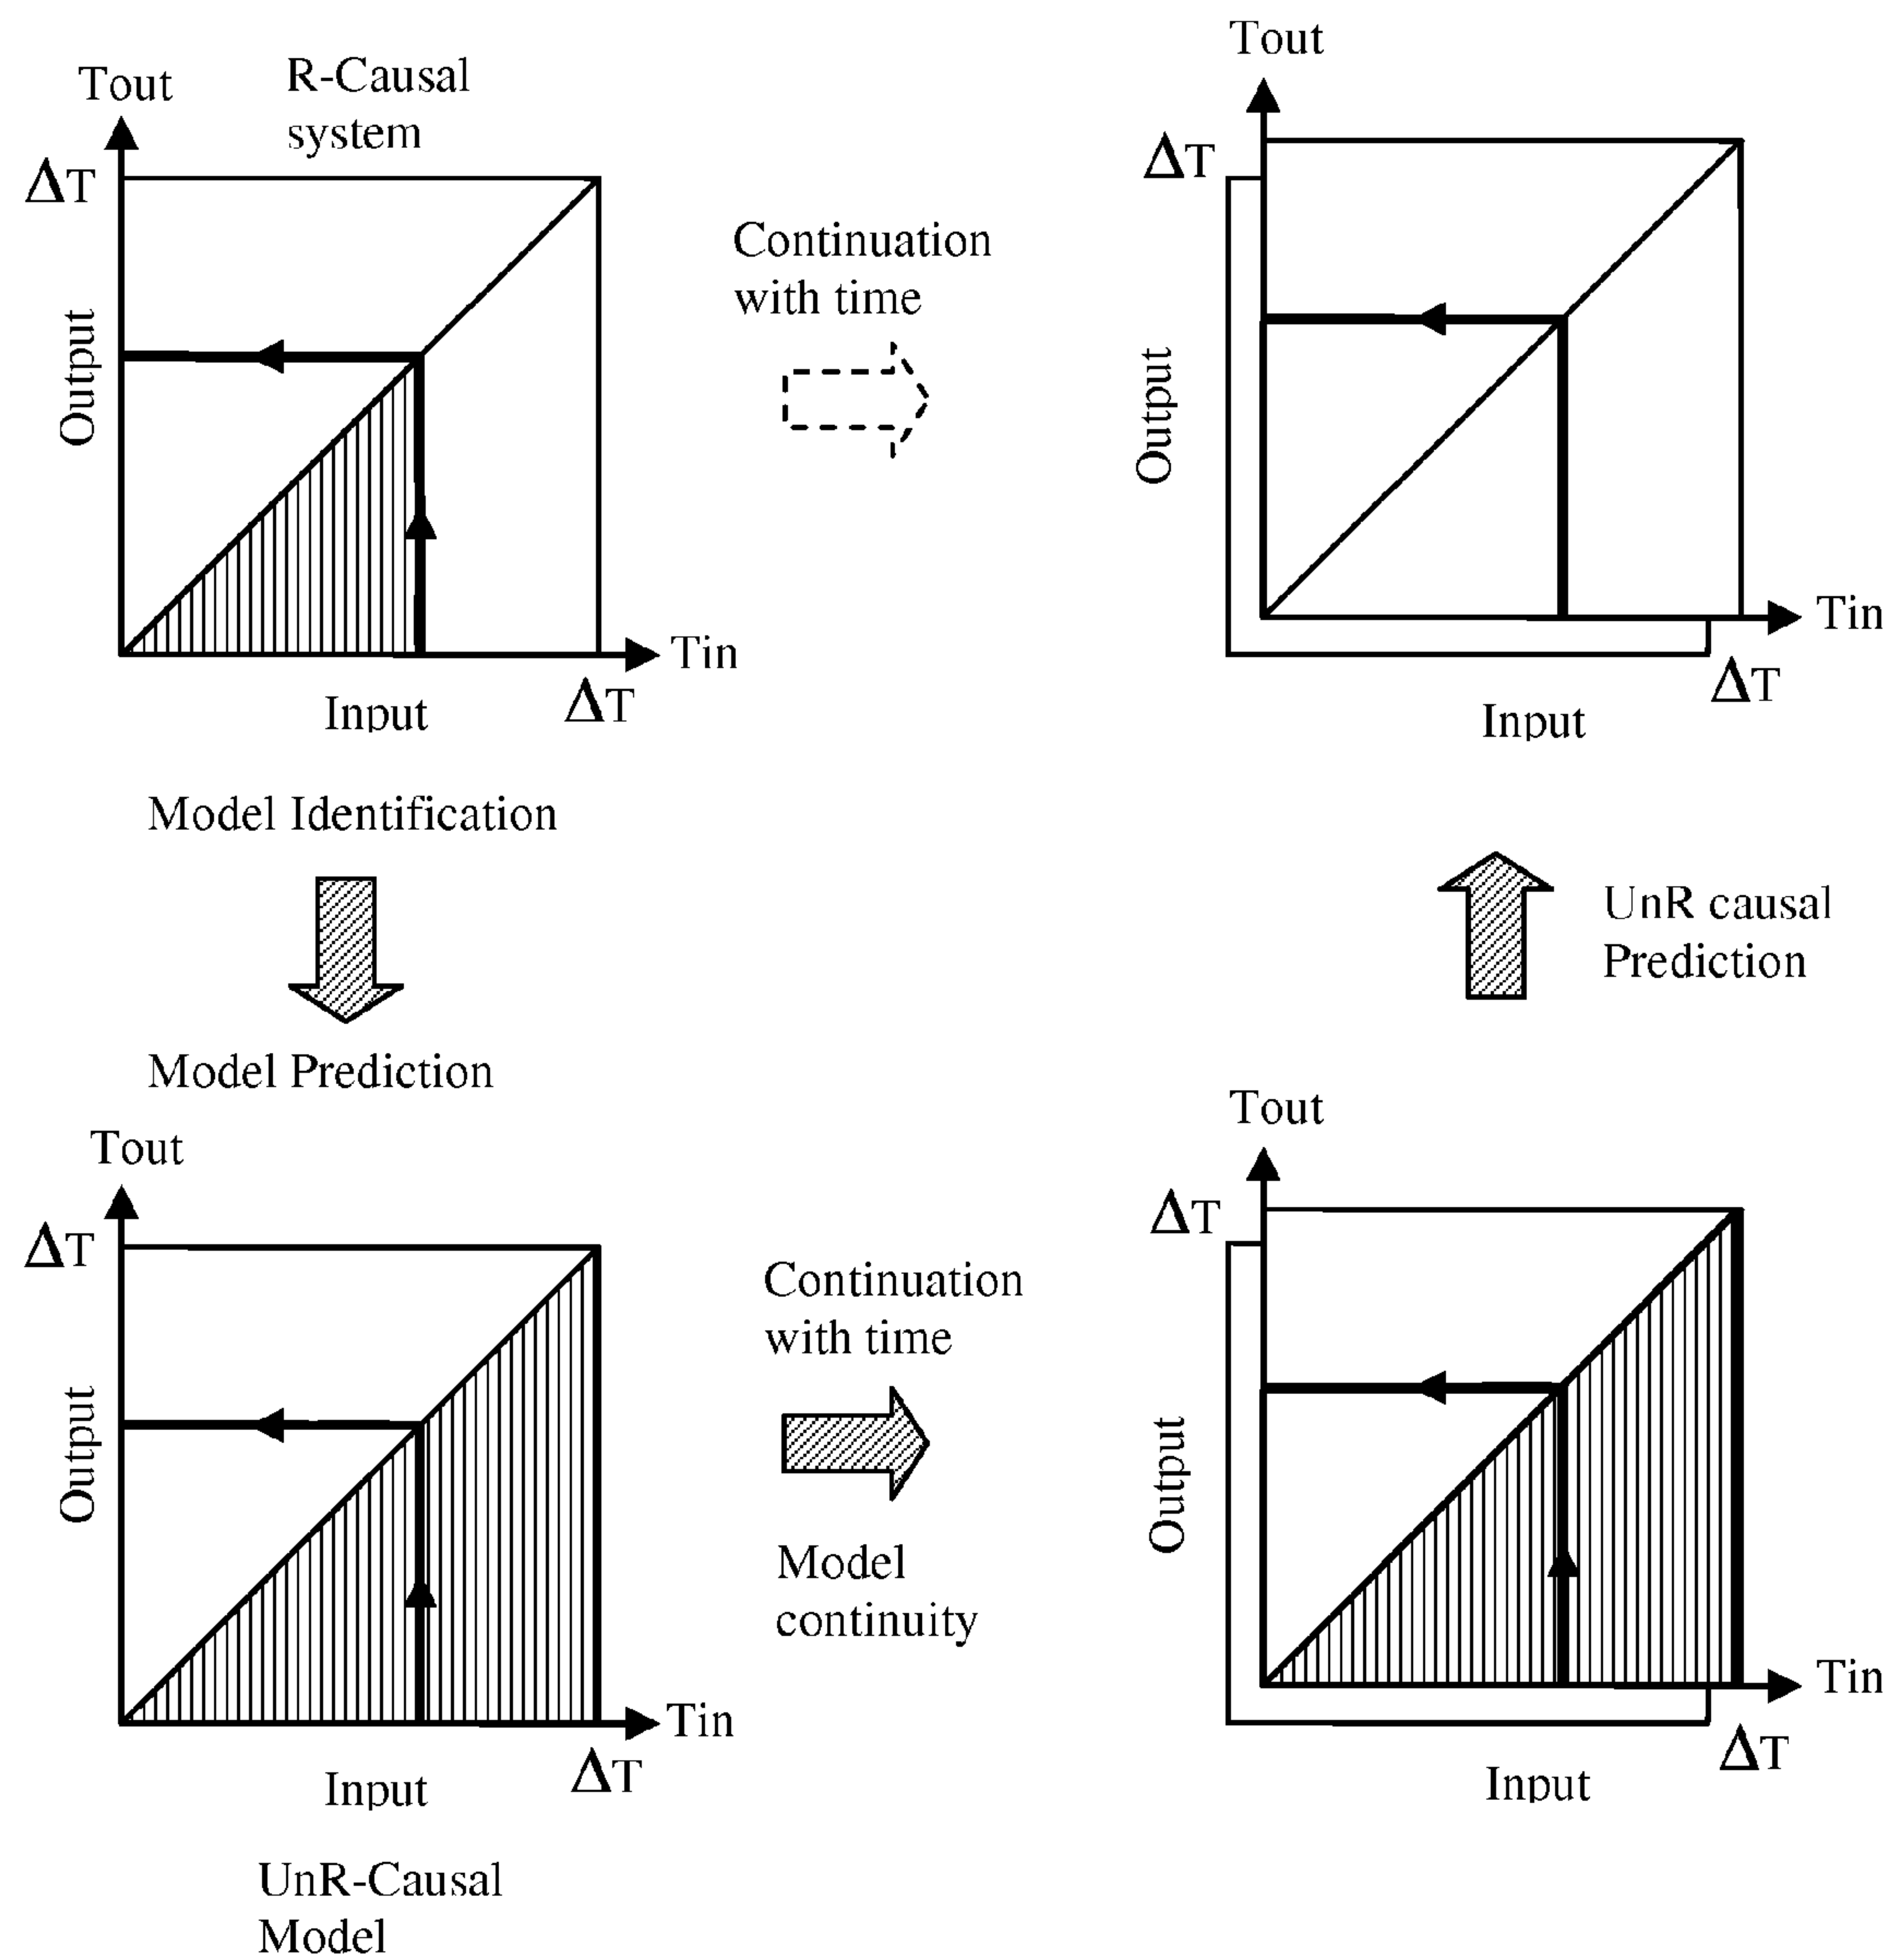 Tout
R-Causal
system
ΔT
Output
Tin
ΔT
Input
Continuation
with time
Tout
ΔT
Output
Tin
ΔT
Input
Model Identification
Model Prediction
UnR causal
Prediction
Tout
ΔT
Output
Tin
ΔT
Input
UnR-Causal
Model
Continuation
with time
Model
continuity
Tout
ΔT
Output
Tin
ΔT
Input